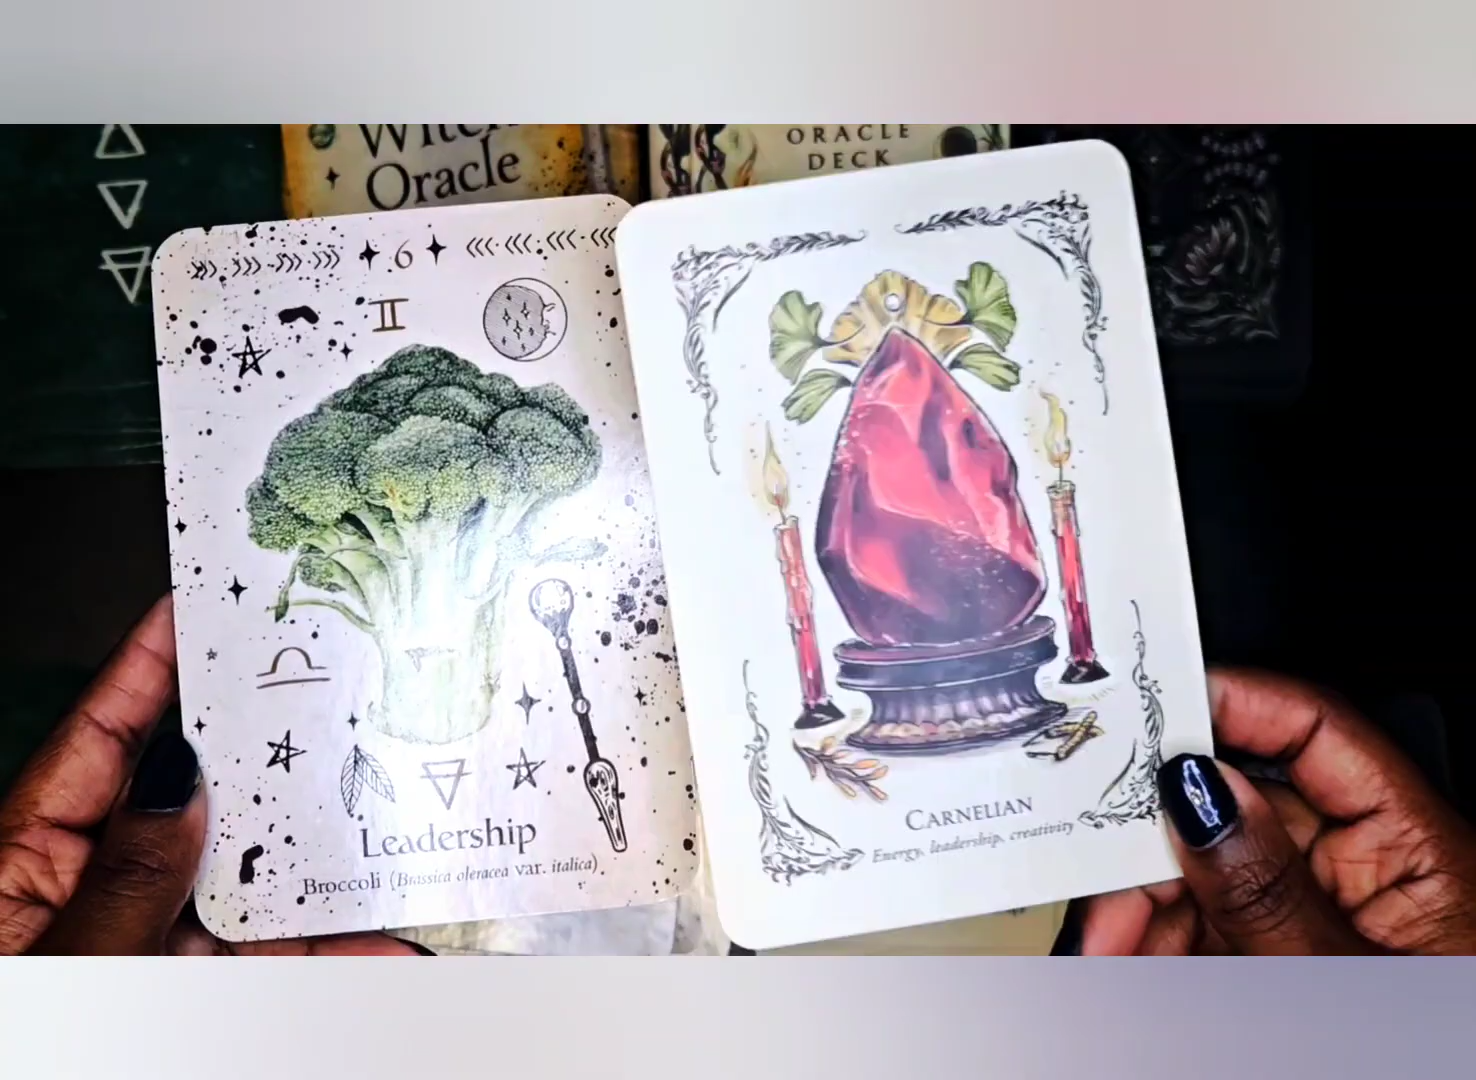 Witch
Oracle
ORACLE
DECK
6
Leadership
Broccoli (Brassica oleracea var. italica)
CARNELIAN
Energy, leadership, creativity